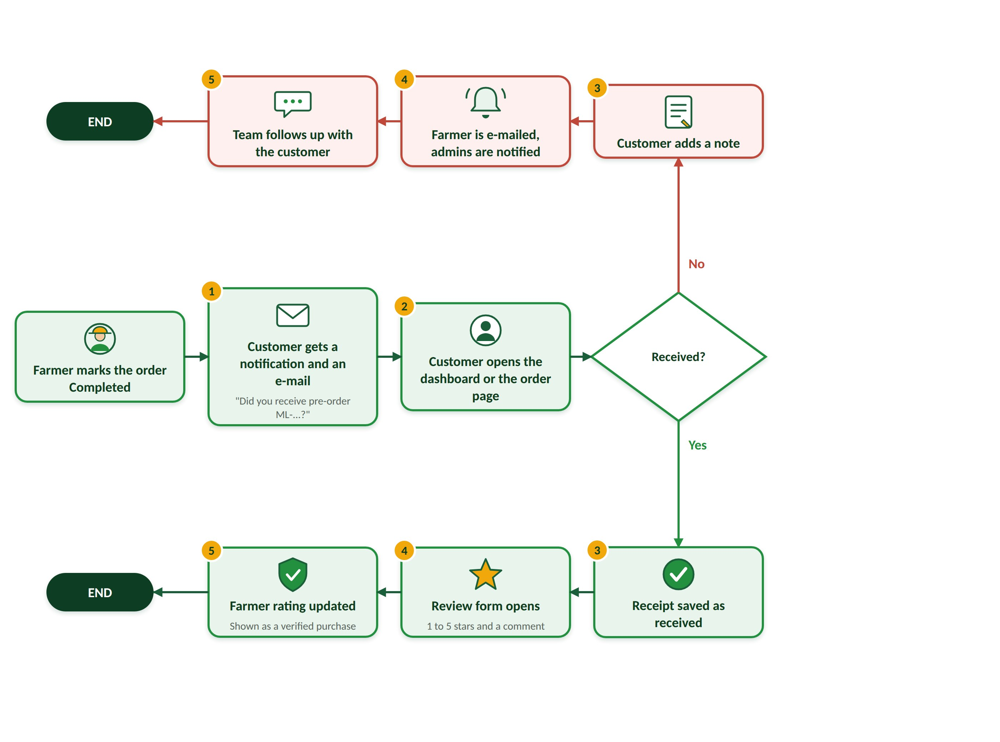 5
4
3
END
Team follows up with
the customer
Farmer is e-mailed,
admins are notified
Customer adds a note
No
1
2
Farmer marks the order
Completed
Customer gets a
notification and an
e-mail
"Did you receive pre-order
ML-...?"
Customer opens the
dashboard or the order
page
Received?
Yes
5
4
3
END
Farmer rating updated
Shown as a verified purchase
Review form opens
1 to 5 stars and a comment
Receipt saved as
received